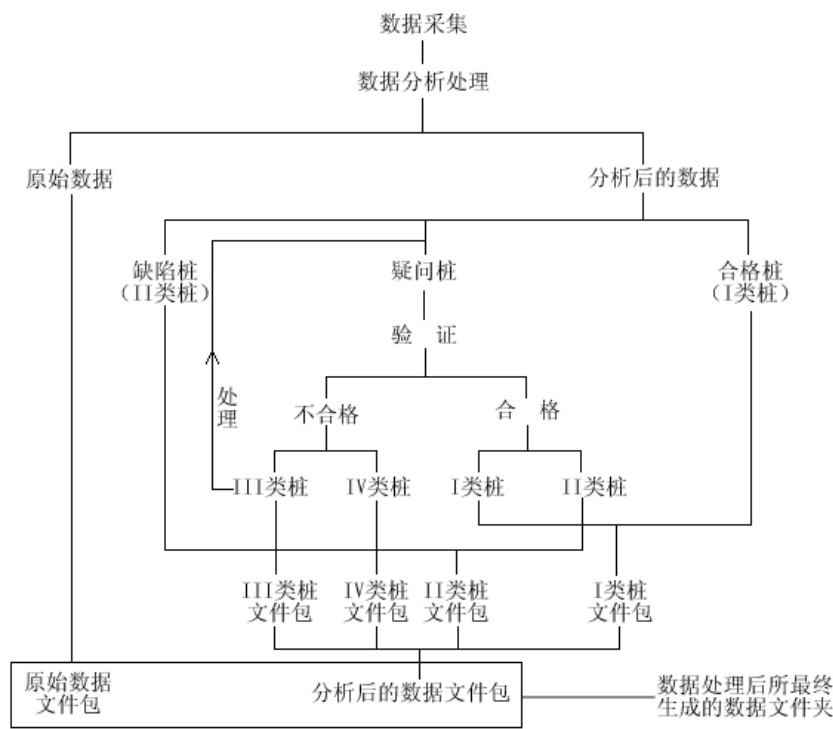 数据采集
数据分析处理
原始数据
分析后的数据
缺陷桩
（II类桩）
疑问桩
合格桩
（I类桩）
验 证
处
理
不合格
合 格
III类桩
IV类桩
I类桩
II类桩
III类桩
文件包
IV类桩
文件包
II类桩
文件包
I类桩
文件包
原始数据
文件包
分析后的数据文件包
数据处理后所最终
生成的数据文件夹